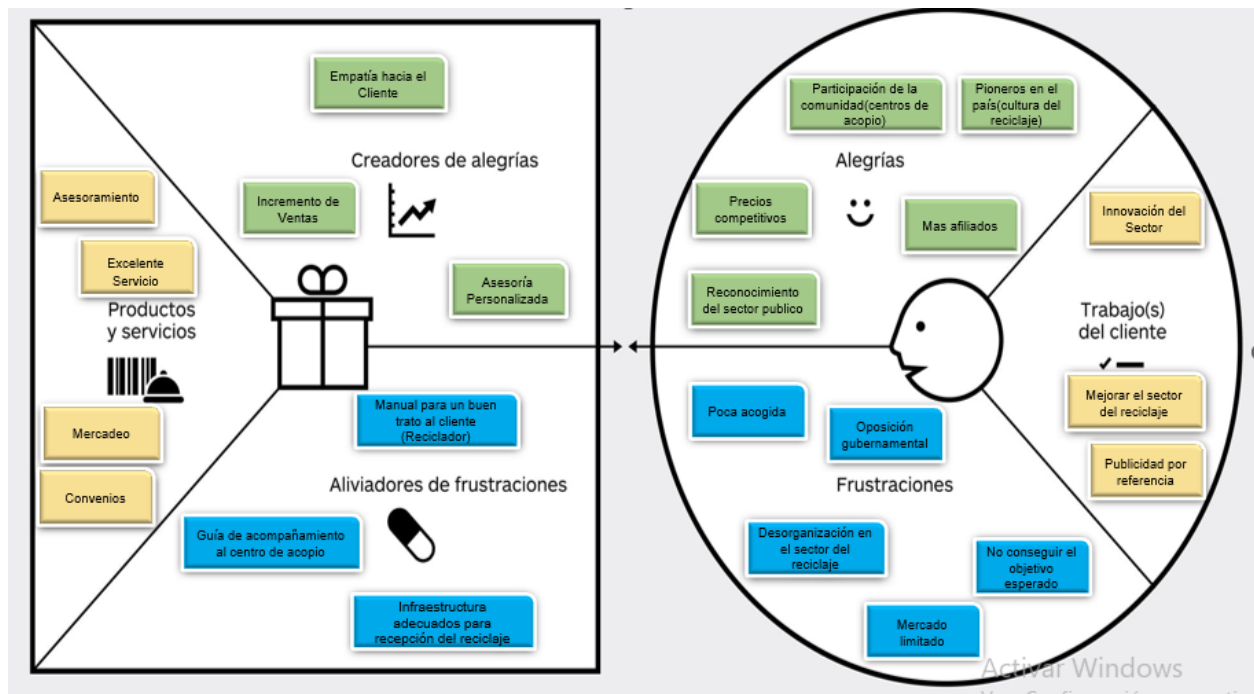 Empatía hacia el
Cliente
Creadores de alegrías
Incremento de
Ventas
Asesoría
Personalizada
Asesoramiento
Excelente
Servicio
Productos
y servicios
Mercadeo
Convenios
Manual para un buen
trato al cliente
(Reciclador)
Aliviadores de frustraciones
Guía de acompañamiento
al centro de acopio
Infraestructura
adecuados para
recepción del reciclaje
Participación de la
comunidad(centros de
acopio)
Pioneros en el
país(cultura del
reciclaje)
Alegrías
Precios
competitivos
Mas afiliados
Reconocimiento
del sector publico
Innovación del
Sector
Trabajo(s)
del cliente
Mejorar el sector
del reciclaje
Publicidad por
referencia
Poca acogida
Oposición
gubernamental
Frustraciones
Desorganización en
el sector del
reciclaje
No conseguir el
objetivo
esperado
Mercado
limitado
Activar Windows